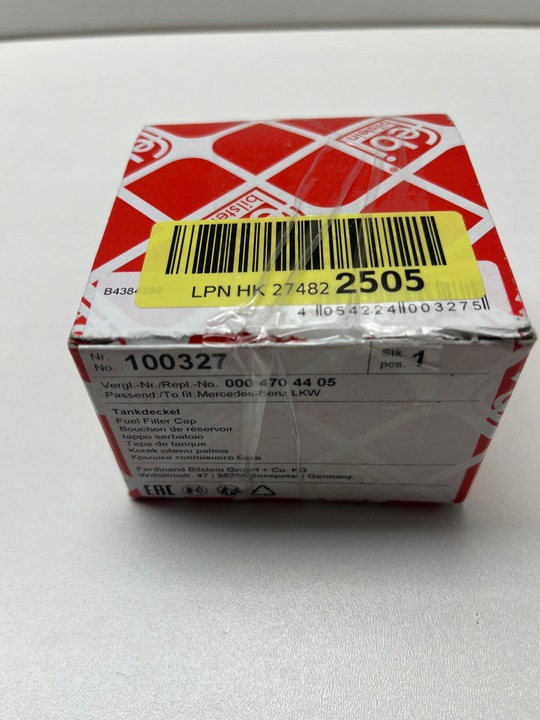 febi
bilstein
®
febi
bilstein
LPN HK 27482 2505
4 054224 003275
Nr.
No. 100327
Stk.
pcs. 1
Vergl.-Nr./Repl.-No. 000 470 44 05
Passend:/To fit:Mercedes-Benz LKW
Tankdeckel
Fuel Filler Cap
Bouchon de réservoir
tappo serbatoio
Tapa de tanque
Korek wlewu paliwa
Крышка топливного бака
Ferdinand Bilstein GmbH + Co. KG
Wilhelmstr. 47 | 58256 Ennepetal | Germany
EAC